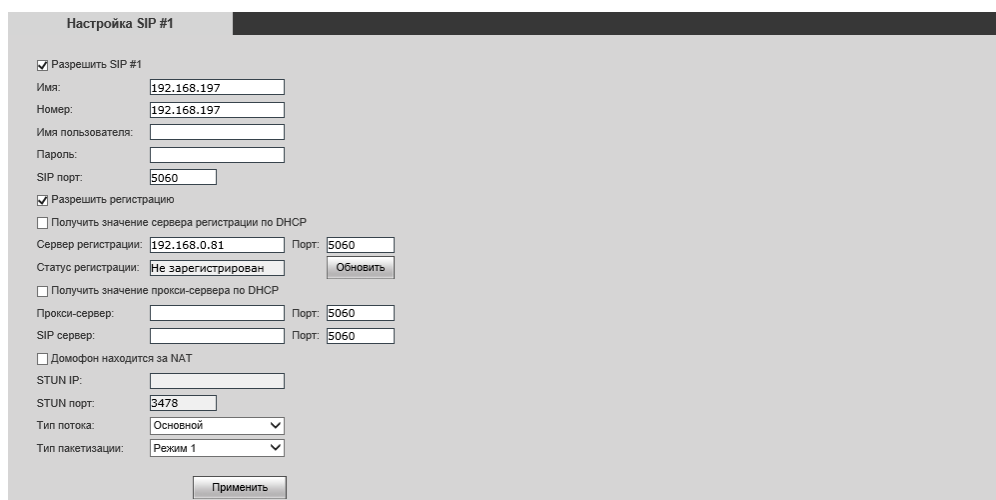 Настройка SIP #1
Разрешить SIP #1
Имя: 192.168.197
Номер: 192.168.197
Имя пользователя:
Пароль:
SIP порт: 5060
Разрешить регистрацию
Получить значение сервера регистрации по DHCP
Сервер регистрации: 192.168.0.81 Порт: 5060
Статус регистрации: Не зарегистрирован Обновить
Получить значение прокси-сервера по DHCP
Прокси-сервер: Порт: 5060
SIP сервер: Порт: 5060
Домофон находится за NAT
STUN IP:
STUN порт: 3478
Тип потока: Основной
Тип пакетизации: Режим 1
Применить